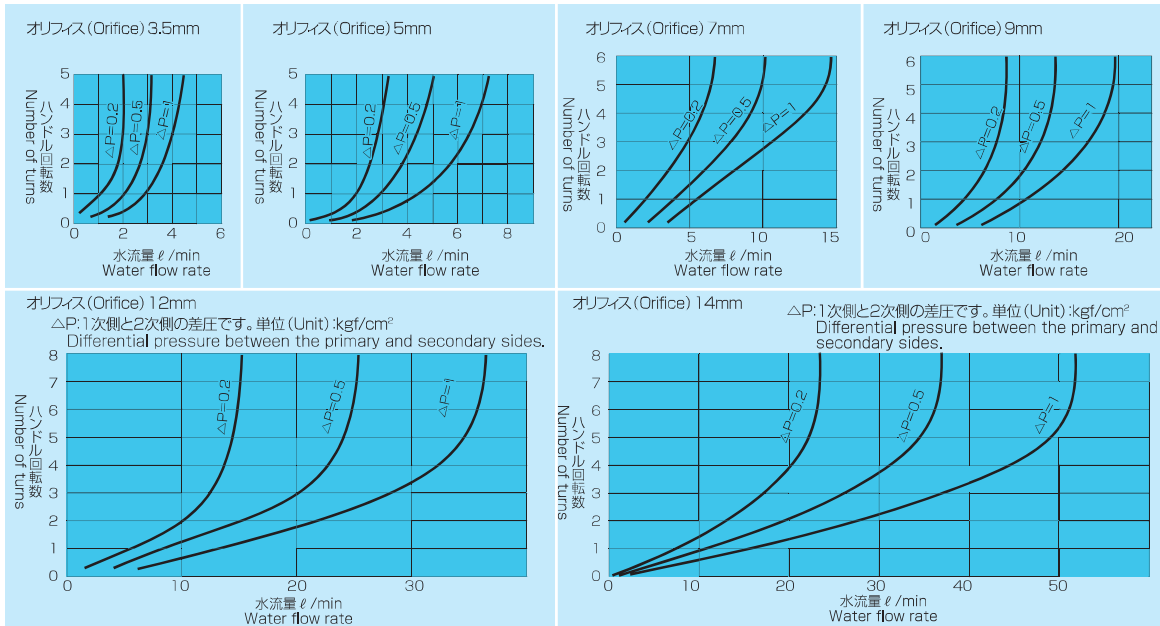 オリフィス(Orifice) 3.5mm
ハンドル回転数
Number of turns
5
4
3
2
1
0
△P=0.2
△P=0.5
△P=1
0 2 4 6
水流量ℓ/min
Water flow rate
オリフィス(Orifice) 5mm
ハンドル回転数
Number of turns
5
4
3
2
1
0
△P=0.2
△P=0.5
△P=1
0 2 4 6 8
水流量ℓ/min
Water flow rate
オリフィス(Orifice) 7mm
ハンドル回転数
Number of turns
6
5
4
3
2
1
0
△P=0.2
△P=0.5
△P=1
0 5 10 15
水流量ℓ/min
Water flow rate
オリフィス(Orifice) 9mm
ハンドル回転数
Number of turns
6
5
4
3
2
1
0
△P=0.2
△P=0.5
△P=1
0 10 20
水流量ℓ/min
Water flow rate
オリフィス(Orifice) 12mm
△P:1次側と2次側の差圧です。単位(Unit):kgf/cm²
Differential pressure between the primary and secondary sides.
ハンドル回転数
Number of turns
8
7
6
5
4
3
2
1
0
△P=0.2
△P=0.5
△P=1
0 10 20 30
水流量ℓ/min
Water flow rate
オリフィス(Orifice) 14mm
△P:1次側と2次側の差圧です。単位(Unit):kgf/cm²
Differential pressure between the primary and
secondary sides.
ハンドル回転数
Number of turns
8
7
6
5
4
3
2
1
0
△P=0.2
△P=0.5
△P=1
0 10 20 30 40 50
水流量ℓ/min
Water flow rate